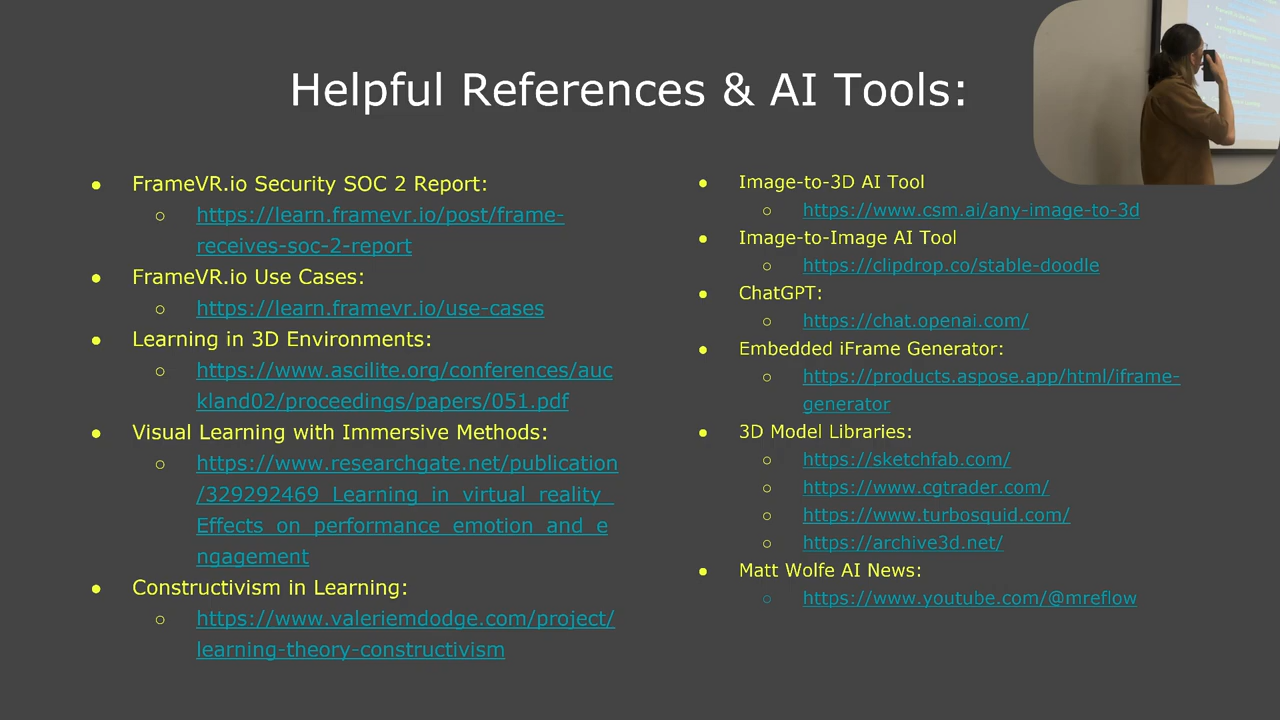 Helpful References & AI Tools:
FrameVR.io Security SOC 2 Report:
https://learn.framevr.io/post/frame-
receives-soc-2-report
FrameVR.io Use Cases:
https://learn.framevr.io/use-cases
Learning in 3D Environments:
https://www.ascilite.org/conferences/auc
kland02/proceedings/papers/051.pdf
Visual Learning with Immersive Methods:
https://www.researchgate.net/publication
/329292469_Learning_in_virtual_reality_
Effects_on_performance_emotion_and_e
ngagement
Constructivism in Learning:
https://www.valeriemdodge.com/project/
learning-theory-constructivism
Image-to-3D AI Tool
https://www.csm.ai/any-image-to-3d
Image-to-Image AI Tool
https://clipdrop.co/stable-doodle
ChatGPT:
https://chat.openai.com/
Embedded iFrame Generator:
https://products.aspose.app/html/iframe-
generator
3D Model Libraries:
https://sketchfab.com/
https://www.cgtrader.com/
https://www.turbosquid.com/
https://archive3d.net/
Matt Wolfe AI News:
https://www.youtube.com/@mreflow